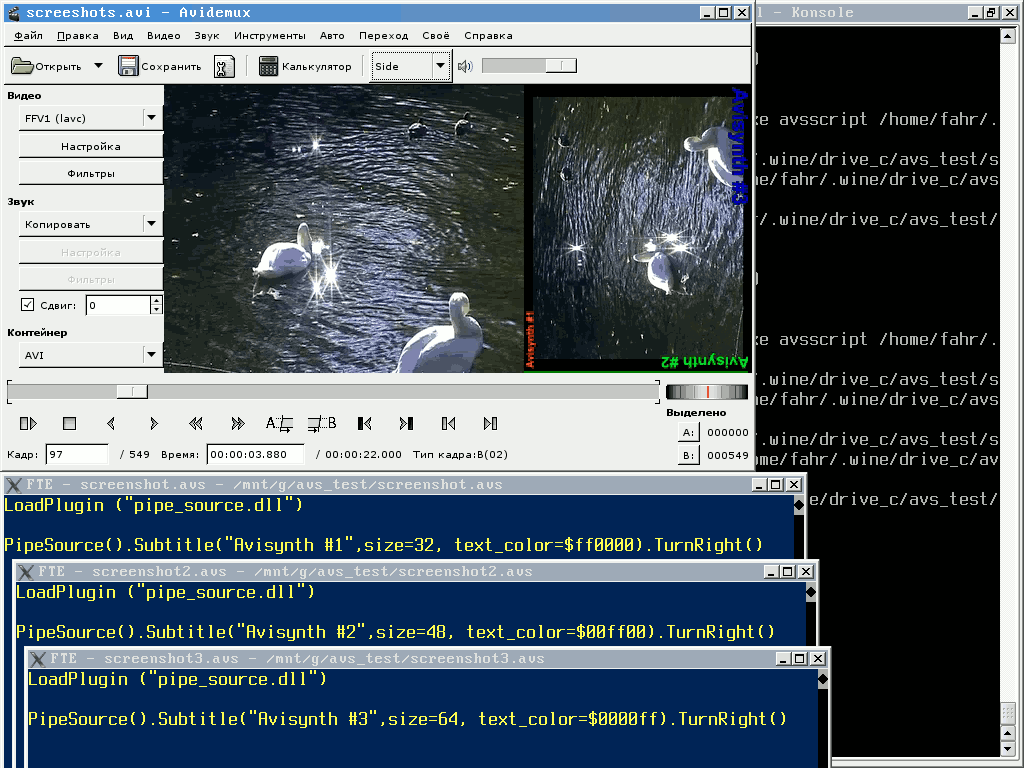 screeshots.avi - Avidemux
Файл Правка Вид Видео Звук Инструменты Авто Переход Своё Справка
Открыть Сохранить Калькулятор Side
Видео
FFV1 (lavc)
Настройка
Фильтры
Звук
Копировать
Настройка
Фильтры
Сдвиг: 0
Контейнер
AVI
Avisynth #3
Avisynth #1
Avisynth #2
A B
Выделено
A: 000000
B: 000549
Кадр: 97 / 549 Время: 00:00:03.880 / 00:00:22.000 Тип кадра:B(02)
l - Konsole
xe avsscript /home/fahr/.
/.wine/drive_c/avs_test/s
me/fahr/.wine/drive_c/avs
r/.wine/drive_c/avs_test/
xe avsscript /home/fahr/.
/.wine/drive_c/avs_test/s
e/fahr/.wine/drive_c/avs_
/.wine/drive_c/avs_test/s
ome/fahr/.wine/drive_c/av
e/drive_c/avs_test/
FTE - screenshot.avs - /mnt/g/avs_test/screenshot.avs
LoadPlugin ("pipe_source.dll")
PipeSource().Subtitle("Avisynth #1",size=32, text_color=$ff0000).TurnRight()
FTE - screenshot2.avs - /mnt/g/avs_test/screenshot2.avs
LoadPlugin ("pipe_source.dll")
PipeSource().Subtitle("Avisynth #2",size=48, text_color=$00ff00).TurnRight()
FTE - screenshot3.avs - /mnt/g/avs_test/screenshot3.avs
LoadPlugin ("pipe_source.dll")
PipeSource().Subtitle("Avisynth #3",size=64, text_color=$0000ff).TurnRight()